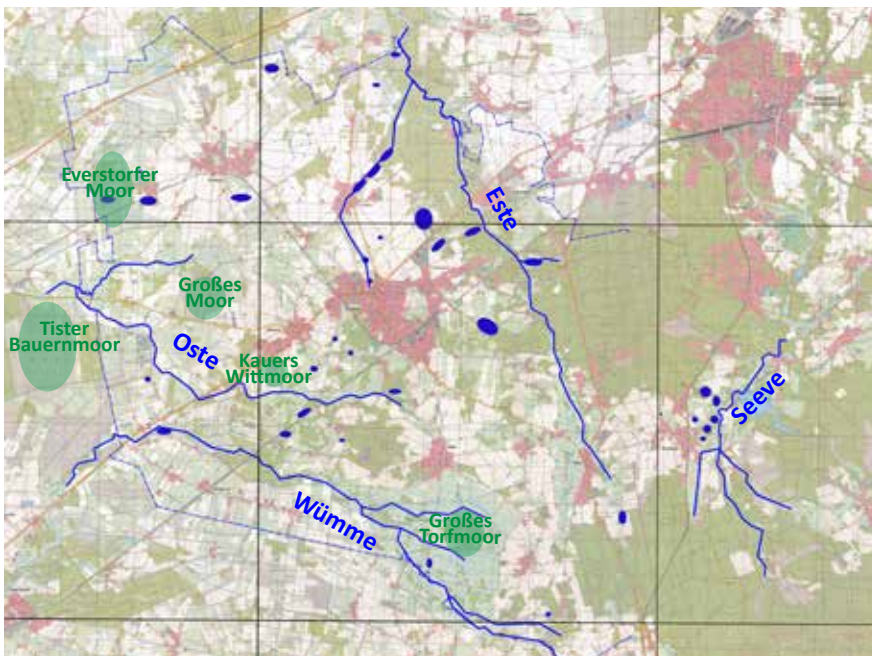 Everstorfer
Moor
Este
Großes
Moor
Tister
Bauernmoor
Oste
Kauers
Wittmoor
Seeve
Wümme
Großes
Torfmoor